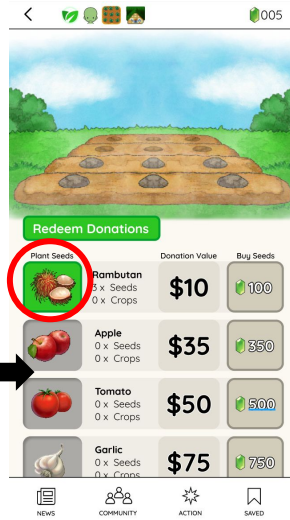 005
Redeem Donations
Plant Seeds Donation Value Buy Seeds
Rambutan
3 x Seeds
0 x Crops
$10
100
Apple
0 x Seeds
0 x Crops
$35
350
Tomato
0 x Seeds
0 x Crops
$50
500
Garlic
0 x Seeds
0 x Crops
$75
750
NEWS COMMUNITY ACTION SAVED